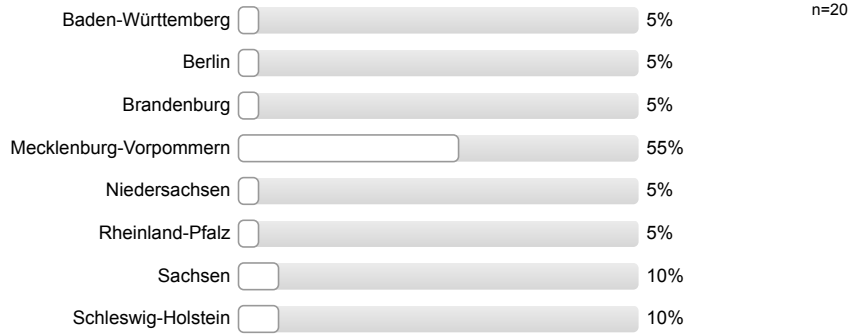 Baden-Württemberg 5% n=20
Berlin 5%
Brandenburg 5%
Mecklenburg-Vorpommern 55%
Niedersachsen 5%
Rheinland-Pfalz 5%
Sachsen 10%
Schleswig-Holstein 10%